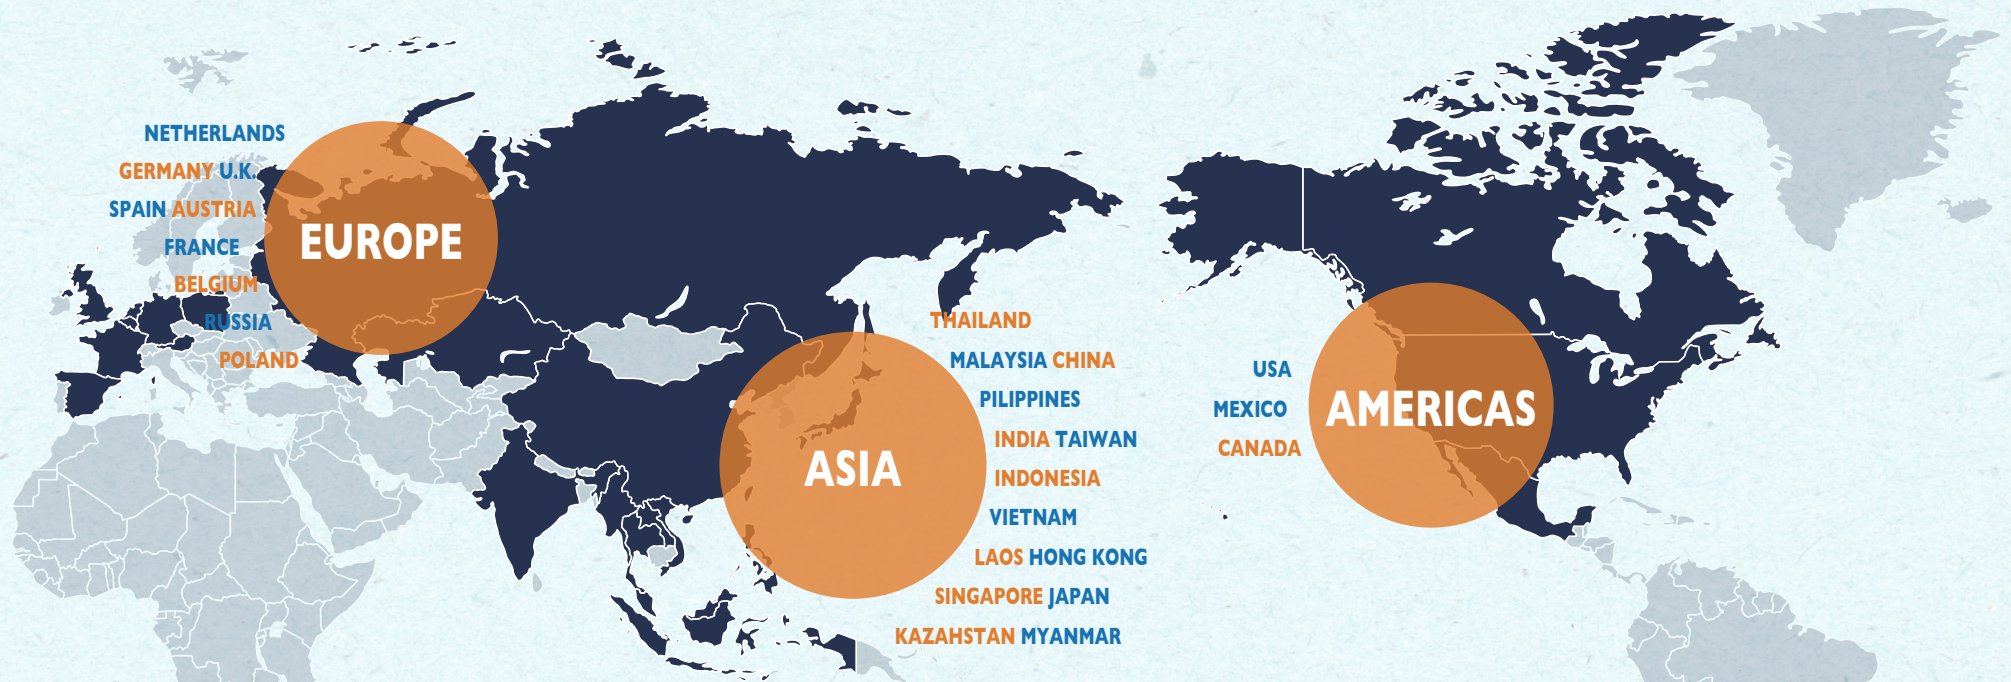 NETHERLANDS
GERMANY U.K.
SPAIN AUSTRIA
FRANCE
BELGIUM
RUSSIA
POLAND
EUROPE
THAILAND
MALAYSIA CHINA
PILIPPINES
INDIA TAIWAN
INDONESIA
VIETNAM
LAOS HONG KONG
SINGAPORE JAPAN
KAZAHSTAN MYANMAR
ASIA
USA
MEXICO
CANADA
AMERICAS